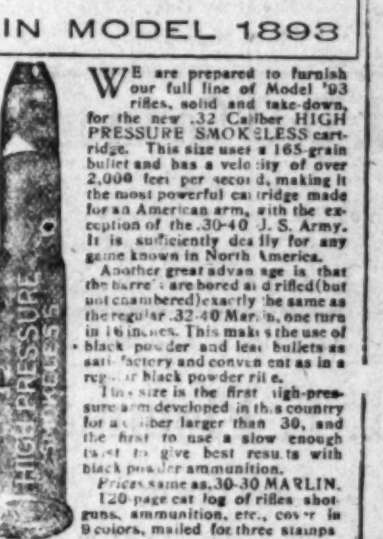 IN MODEL 1893
WE are prepared to furnish
our full line of Model '93
rifles, solid and take-down,
for the new .32 Caliber HIGH
PRESSURE SMOKELESS cart-
ridge. This size uses a 165-grain
bullet and has a velocity of over
2,000 feet per second, making it
the most powerful cartridge made
for an American arm, with the ex-
ception of the .30-40 U. S. Army.
It is sufficiently deadly for any
game known in North America.
Another great advantage is that
the barrels are bored and rifled (but
not chambered) exactly the same as
the regular .32-40 Marlin, one turn
in 16 inches. This makes the use of
black powder and lead bullets as
satisfactory and convenient as in a
regular black powder rifle.
This size is the first high-pres-
sure arm developed in this country
for a caliber larger than 30, and
the first to use a slow enough
twist to give best results with
black powder ammunition.
Prices same as .30-30 MARLIN.
120-page catalog of rifles shot
guns, ammunition, etc., cover in
9 colors, mailed for three stamps
HIGH PRESSURE
SMOKELESS